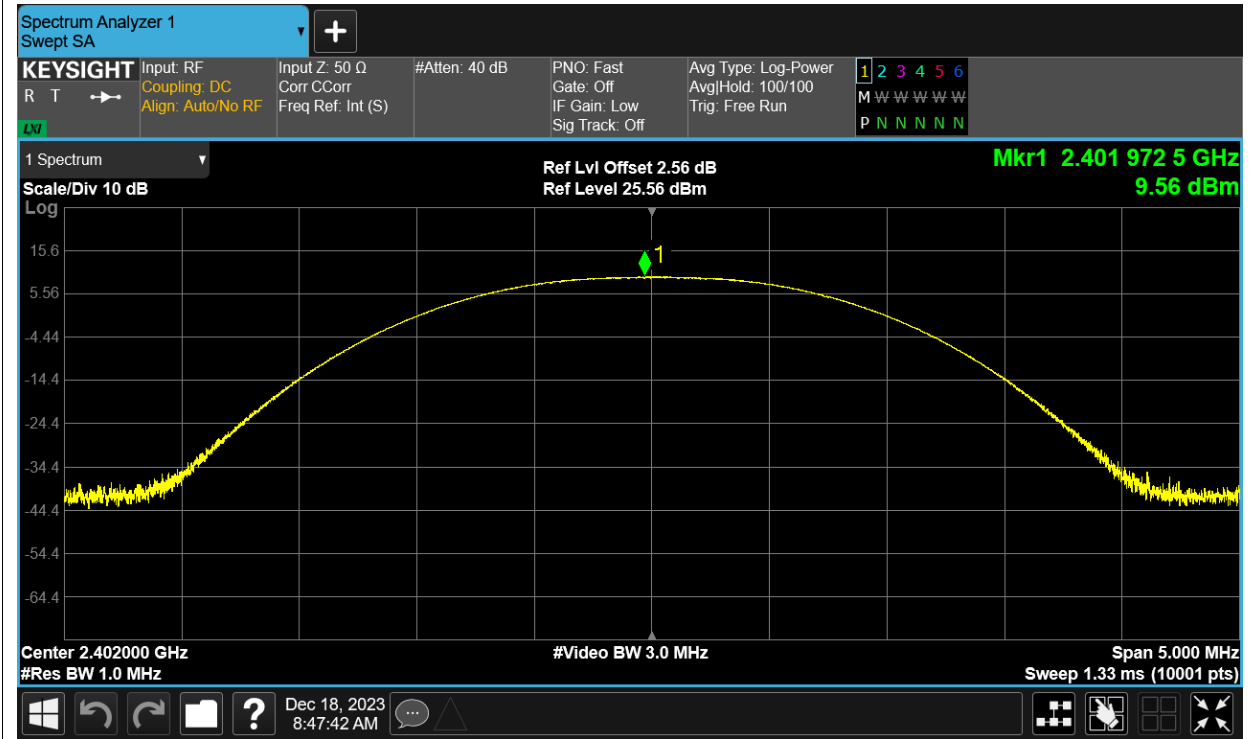 Spectrum Analyzer 1
Swept SA
+
KEYSIGHT
R T
LXI
Input: RF
Coupling: DC
Align: Auto/No RF
Input Z: 50 Ω
Corr CCorr
Freq Ref: Int (S)
#Atten: 40 dB
PNO: Fast
Gate: Off
IF Gain: Low
Sig Track: Off
Avg Type: Log-Power
Avg|Hold: 100/100
Trig: Free Run
1 2 3 4 5 6
M W W W W W
P N N N N N
1 Spectrum
Scale/Div 10 dB
Log
Ref Lvl Offset 2.56 dB
Ref Level 25.56 dBm
Mkr1 2.401 972 5 GHz
9.56 dBm
1
15.6
5.56
-4.44
-14.4
-24.4
-34.4
-44.4
-54.4
-64.4
Center 2.402000 GHz
#Res BW 1.0 MHz
#Video BW 3.0 MHz
Span 5.000 MHz
Sweep 1.33 ms (10001 pts)
?
Dec 18, 2023
8:47:42 AM